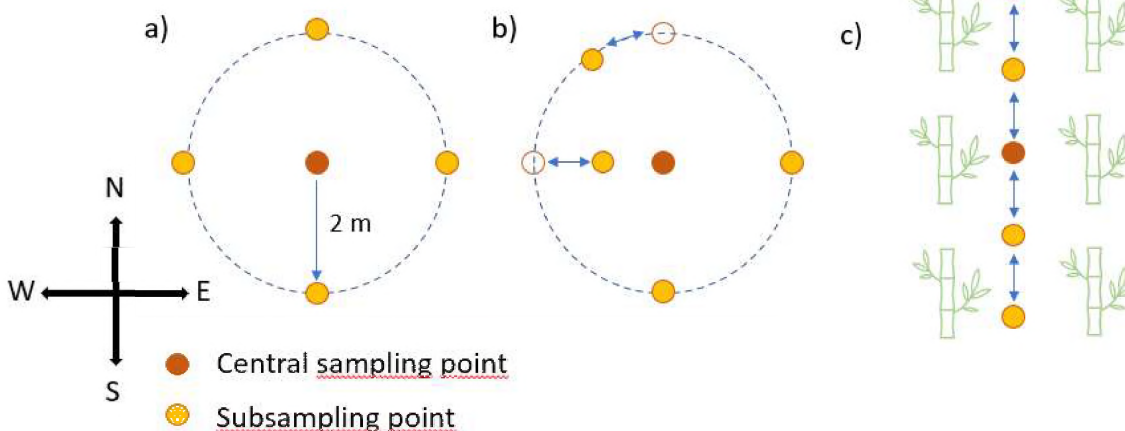 a)
b)
c)
2 m
N
W
E
S
Central sampling point
Subsampling point